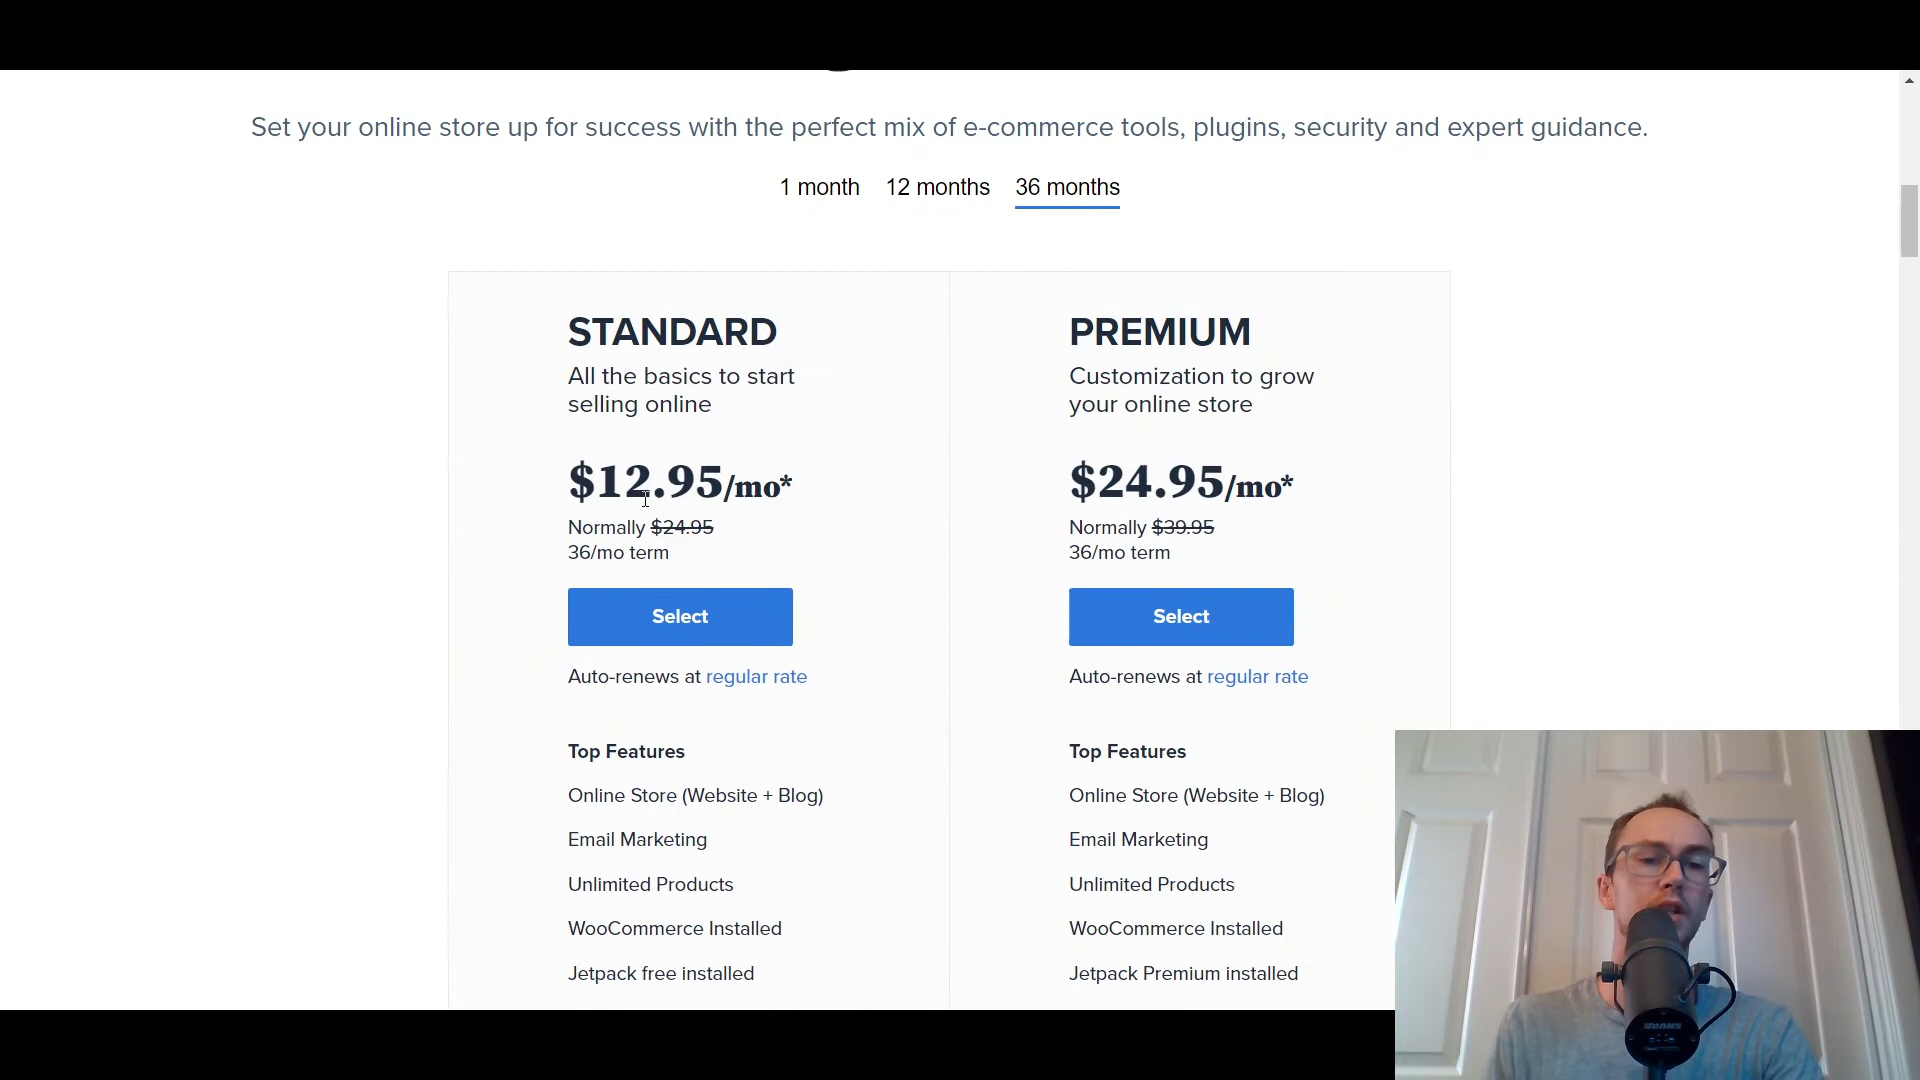 Set your online store up for success with the perfect mix of e-commerce tools, plugins, security and expert guidance.
1 month 12 months 36 months
STANDARD
All the basics to start
selling online
$12.95/mo*
Normally $24.95
36/mo term
Select
Auto-renews at regular rate
Top Features
Online Store (Website + Blog)
Email Marketing
Unlimited Products
WooCommerce Installed
Jetpack free installed
PREMIUM
Customization to grow
your online store
$24.95/mo*
Normally $39.95
36/mo term
Select
Auto-renews at regular rate
Top Features
Online Store (Website + Blog)
Email Marketing
Unlimited Products
WooCommerce Installed
Jetpack Premium installed